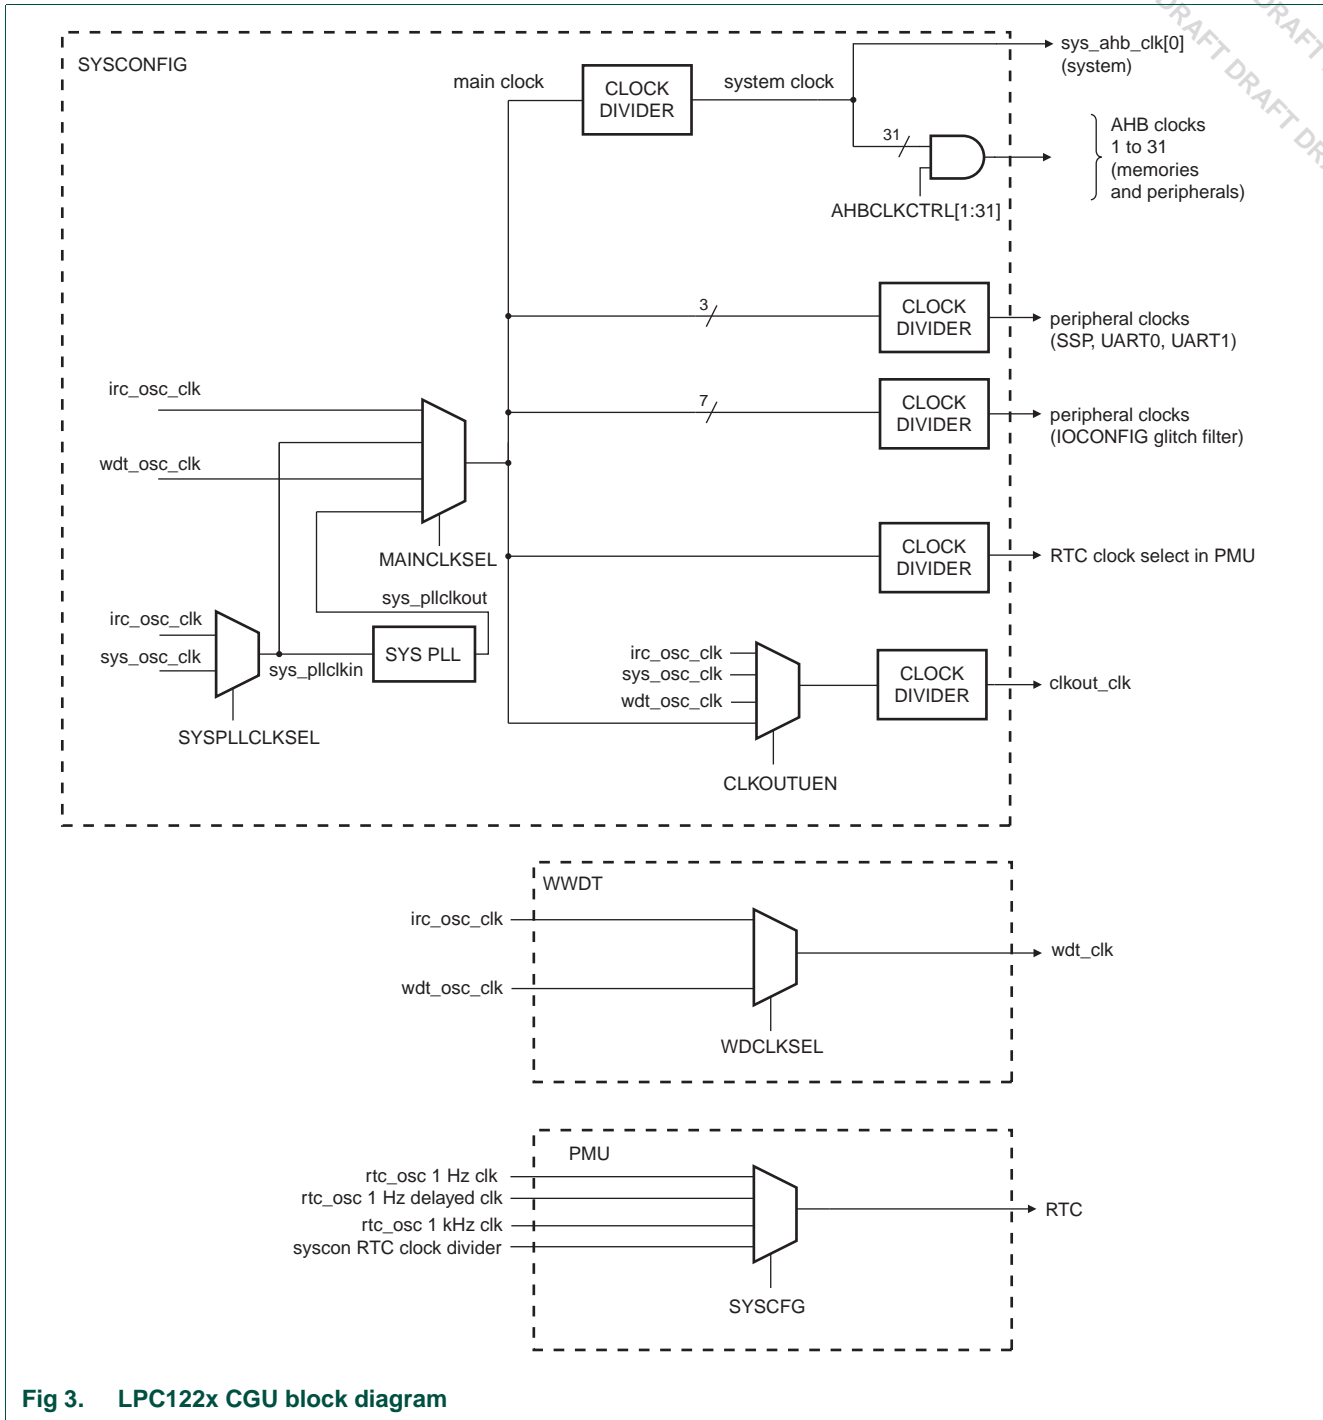 DRAFT DRAFT DR
DRAFT
SYSCONFIG
main clock
CLOCK
DIVIDER
system clock
sys_ahb_clk[0]
(system)
31
AHBCLKCTRL[1:31]
AHB clocks
1 to 31
(memories
and peripherals)
3
CLOCK
DIVIDER
peripheral clocks
(SSP, UART0, UART1)
7
CLOCK
DIVIDER
peripheral clocks
(IOCONFIG glitch filter)
irc_osc_clk
wdt_osc_clk
MAINCLKSEL
CLOCK
DIVIDER
RTC clock select in PMU
sys_pllclkout
irc_osc_clk
sys_osc_clk
sys_pllclkin
SYS PLL
SYSPLLCLKSEL
irc_osc_clk
sys_osc_clk
wdt_osc_clk
CLOCK
DIVIDER
clkout_clk
CLKOUTUEN
WWDT
irc_osc_clk
wdt_osc_clk
wdt_clk
WDCLKSEL
PMU
rtc_osc 1 Hz clk
rtc_osc 1 Hz delayed clk
rtc_osc 1 kHz clk
syscon RTC clock divider
RTC
SYSCFG
Fig 3. LPC122x CGU block diagram